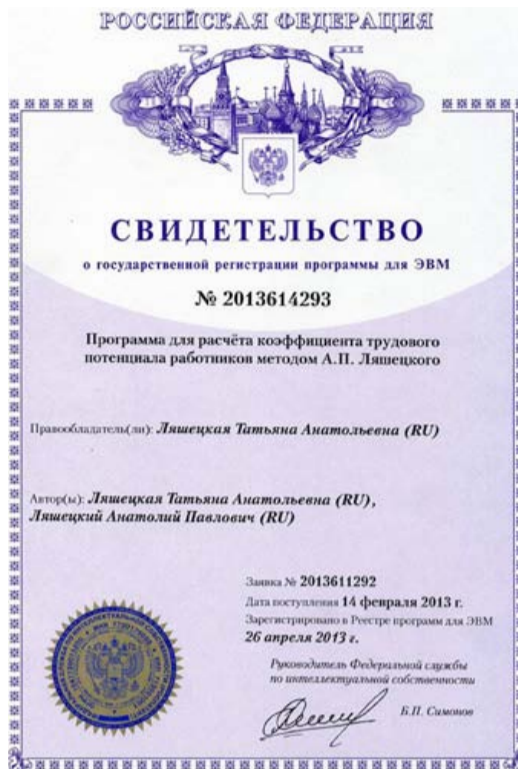 РОССИЙСКАЯ ФЕДЕРАЦИЯ
СВИДЕТЕЛЬСТВО
о государственной регистрации программы для ЭВМ
№ 2013614293
Программа для расчёта коэффициента трудового
потенциала работников методом А.П. Ляшецкого
Правообладатель(ли): Ляшецкая Татьяна Анатольевна (RU)
Автор(ы): Ляшецкая Татьяна Анатольевна (RU),
Ляшецкий Анатолий Павлович (RU)
Заявка № 2013611292
Дата поступления 14 февраля 2013 г.
Зарегистрировано в Реестре программ для ЭВМ
26 апреля 2013 г.
Руководитель Федеральной службы
по интеллектуальной собственности
Б.П. Симонов